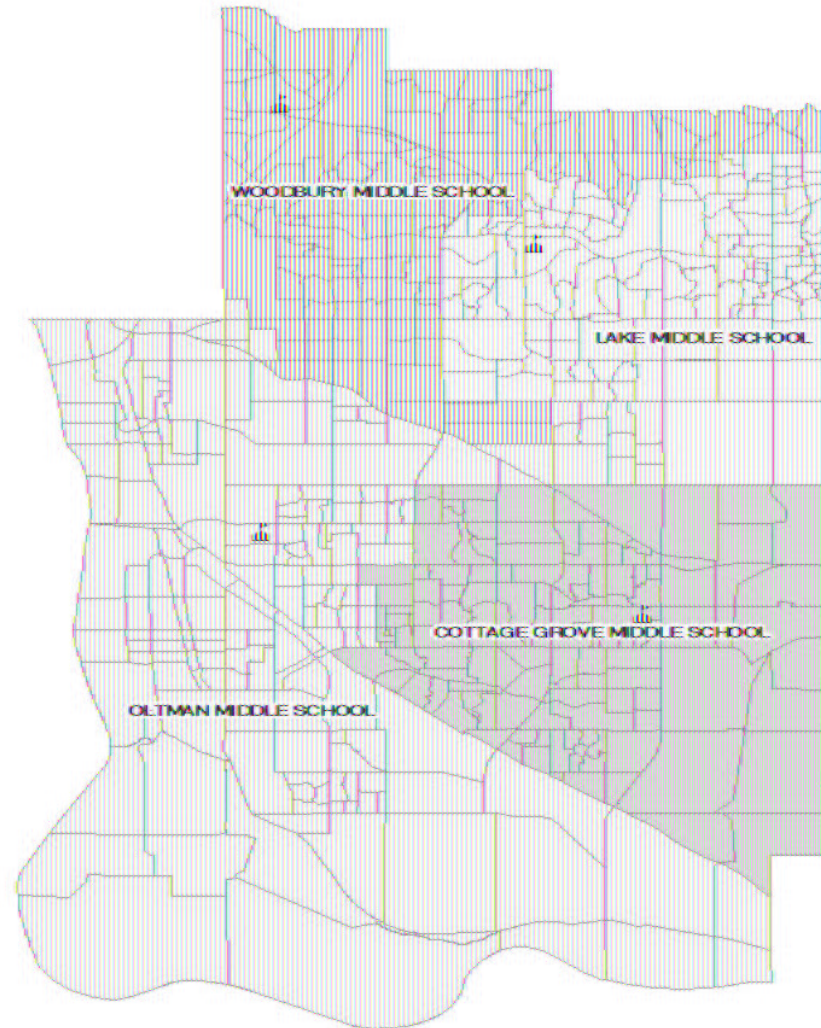 WOODBURY MIDDLE SCHOOL
LAKE MIDDLE SCHOOL
COTTAGE GROVE MIDDLE SCHOOL
OLTMAN MIDDLE SCHOOL